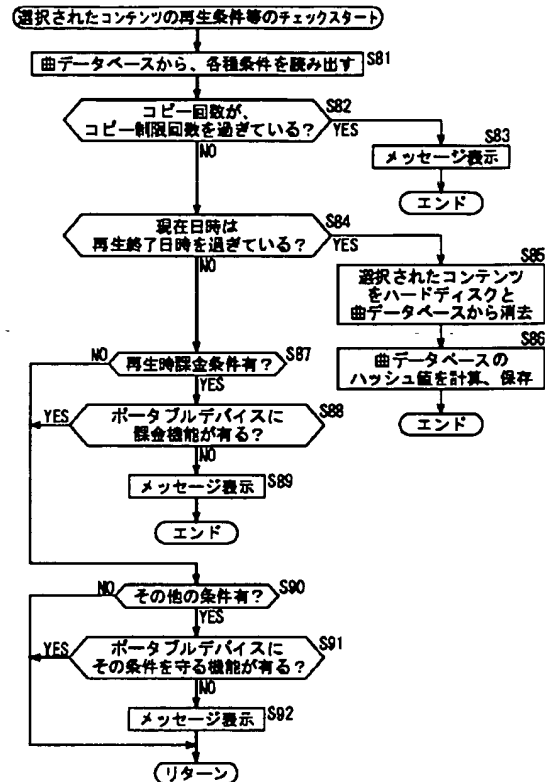 選択されたコンテンツの再生条件等のチェックスタート
S81
曲データベースから、各種条件を読み出す
S82
コピー回数が、
コピー制限回数を過ぎている？
YES
NO
S83
メッセージ表示
エンド
S84
現在日時は
再生終了日時を過ぎている？
YES
NO
S85
選択されたコンテンツ
をハードディスクと
曲データベースから消去
S86
曲データベースの
ハッシュ値を計算、保存
エンド
S87
NO
再生時課金条件有？
YES
S88
YES
ポータブルデバイスに
課金機能が有る？
NO
S89
メッセージ表示
エンド
S90
NO
その他の条件有？
YES
S91
YES
ポータブルデバイスに
その条件を守る機能が有る？
NO
S92
メッセージ表示
リターン